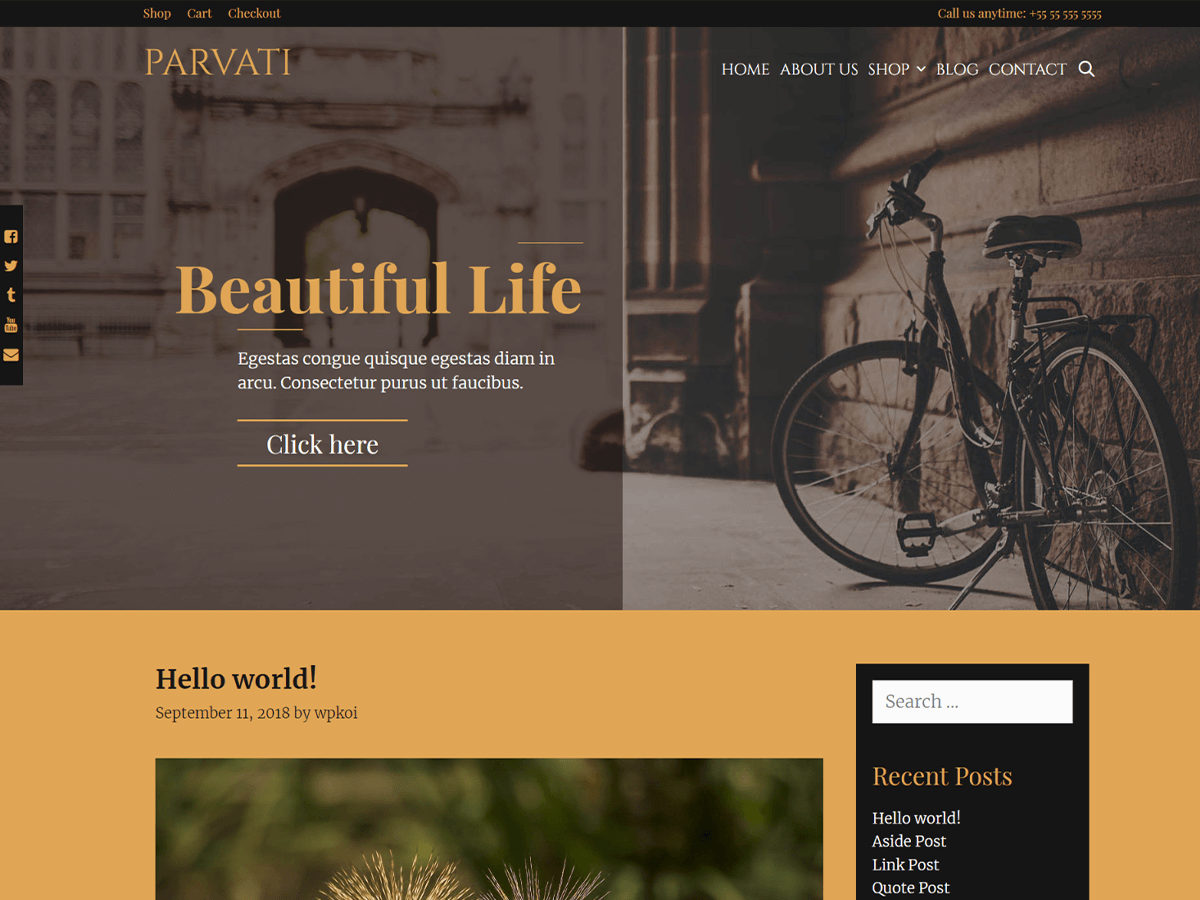 Shop Cart Checkout
Call us anytime: +55 55 555 5555
PARVATI
HOME ABOUT US SHOP BLOG CONTACT
Beautiful Life
Egestas congue quisque egestas diam in
arcu. Consectetur purus ut faucibus.
Click here
Hello world!
September 11, 2018 by wpkoi
Search ...
Recent Posts
Hello world!
Aside Post
Link Post
Quote Post